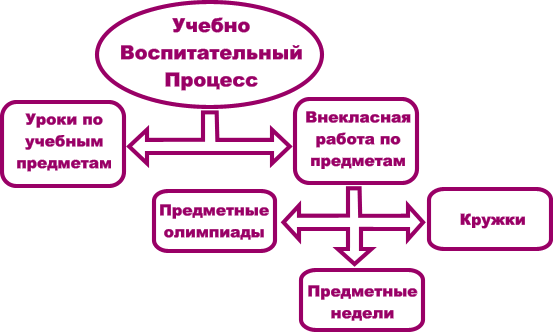 Учебно
Воспитательный
Процесс
Уроки по
учебным
предметам
Внекласная
работа по
предметам
Предметные
олимпиады
Кружки
Предметные
недели